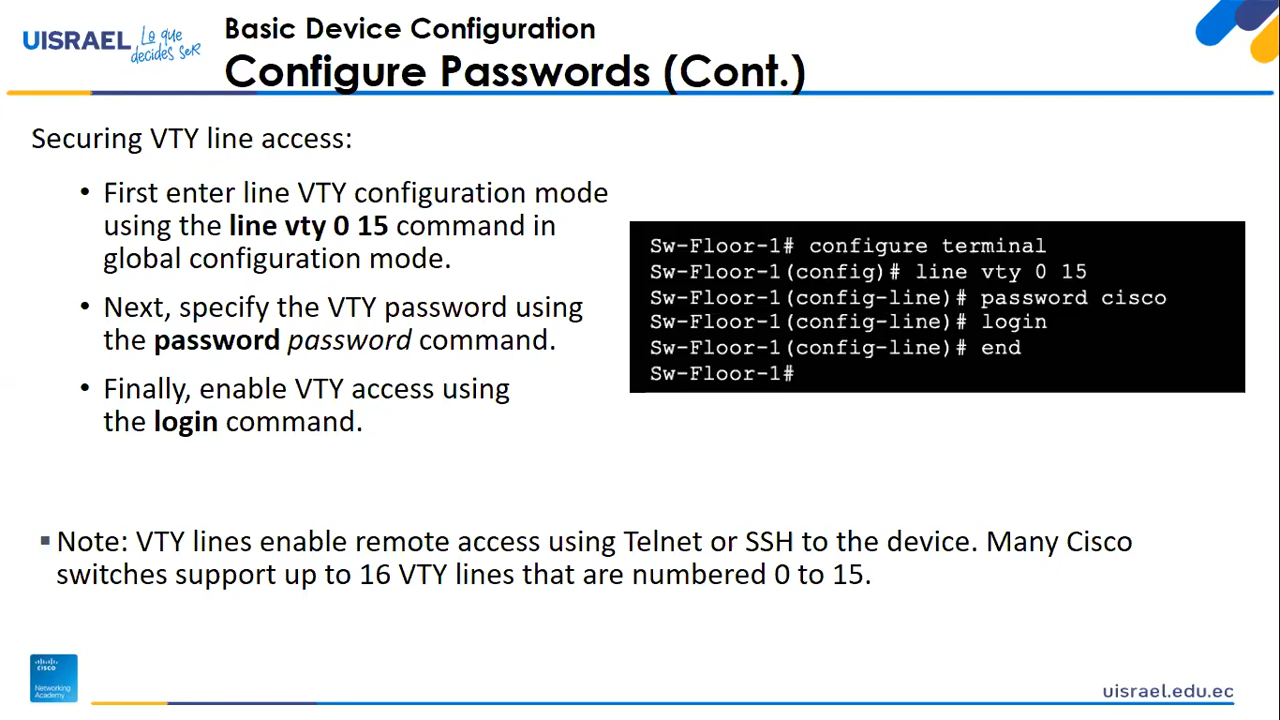 UISRAEL Lo que decides ser
Basic Device Configuration
Configure Passwords (Cont.)
Securing VTY line access:
• First enter line VTY configuration mode
using the line vty 0 15 command in
global configuration mode.
• Next, specify the VTY password using
the password password command.
• Finally, enable VTY access using
the login command.
Sw-Floor-1# configure terminal
Sw-Floor-1(config)# line vty 0 15
Sw-Floor-1(config-line)# password cisco
Sw-Floor-1(config-line)# login
Sw-Floor-1(config-line)# end
Sw-Floor-1#
▪ Note: VTY lines enable remote access using Telnet or SSH to the device. Many Cisco
switches support up to 16 VTY lines that are numbered 0 to 15.
cisco
Networking
Academy
uisrael.edu.ec